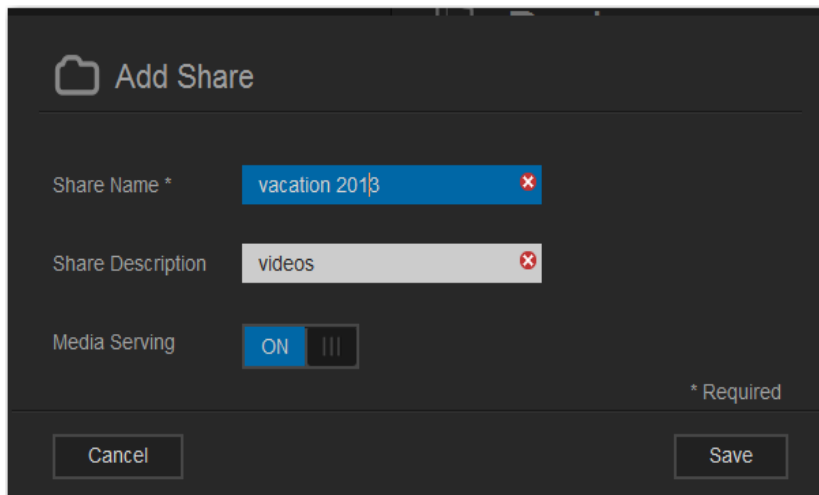 Add Share
Share Name * vacation 2013
Share Description videos
Media Serving ON
* Required
Cancel Save